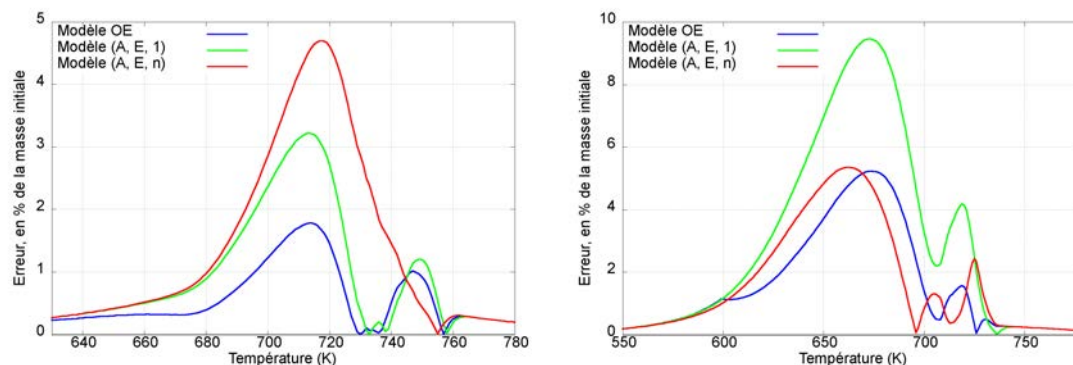 5
4
3
2
1
0
Erreur, en % de la masse initiale
Modèle OE
Modèle (A, E, 1)
Modèle (A, E, n)
640 660 680 700 720 740 760 780
Température (K)
10
8
6
4
2
0
Erreur, en % de la masse initiale
Modèle OE
Modèle (A, E, 1)
Modèle (A, E, n)
550 600 650 700 750
Température (K)